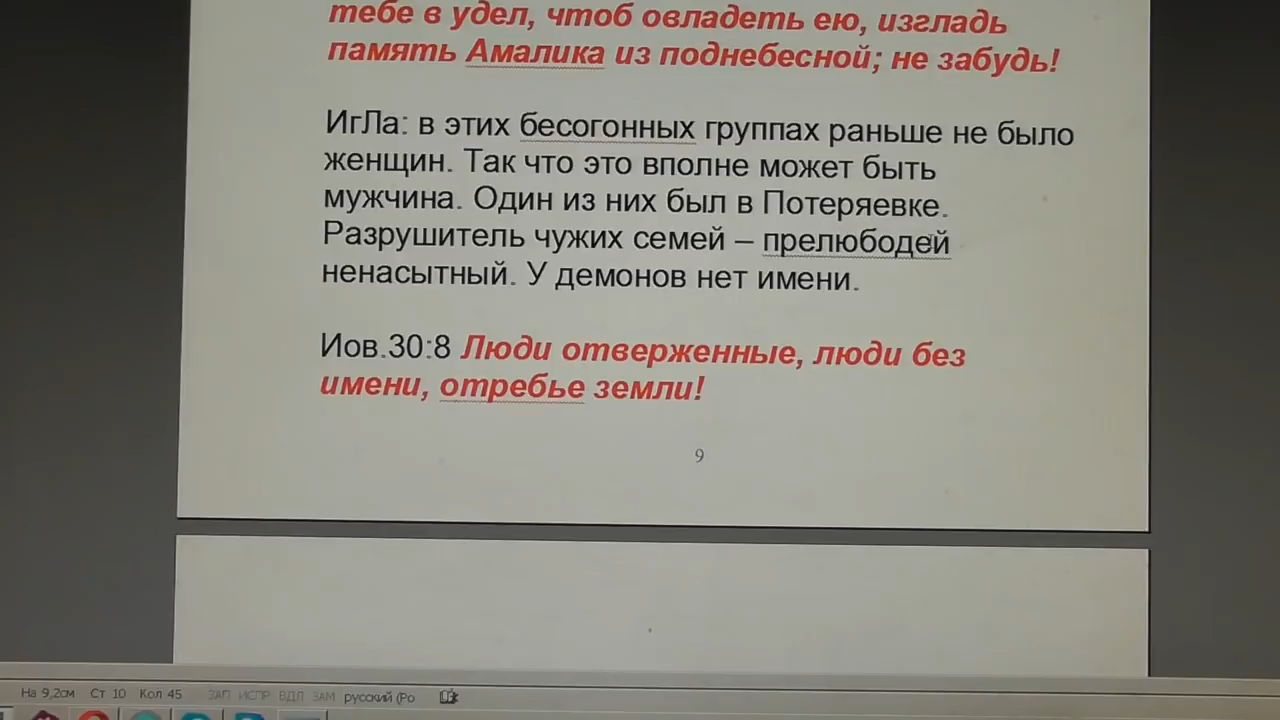 тебе в удел, чтоб овладеть ею, изгладь
память Амалика из поднебесной; не забудь!
ИгЛа: в этих бесогонных группах раньше не было
женщин. Так что это вполне может быть
мужчина. Один из них был в Потеряевке.
Разрушитель чужих семей – прелюбодей
ненасытный. У демонов нет имени.
Иов.30:8 Люди отверженные, люди без
имени, отребье земли!
9
На 9,2см Ст 10 Кол 45 ЗАП ИСПР ВДЛ ЗАМ русский (Ро